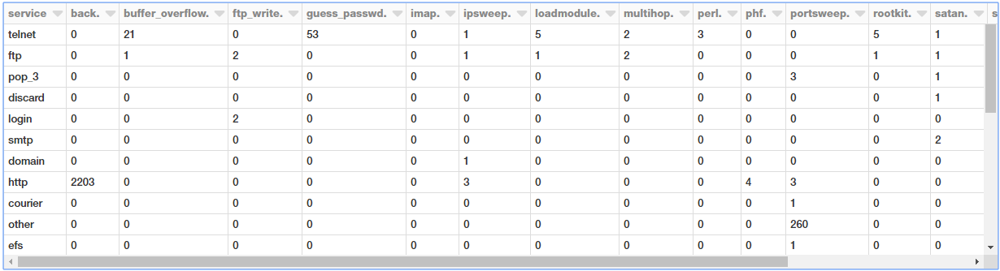 service back. buffer_overflow. ftp_write. guess_passwd. imap. ipsweep. loadmodule. multihop. perl. phf. portsweep. rootkit. satan. s
telnet 0 21 0 53 0 1 5 2 3 0 0 5 1
ftp 0 1 2 0 0 1 1 2 0 0 0 1 1
pop_3 0 0 0 0 0 0 0 0 0 0 3 0 1
discard 0 0 0 0 0 0 0 0 0 0 0 0 1
login 0 0 2 0 0 0 0 0 0 0 0 0 0
smtp 0 0 0 0 0 0 0 0 0 0 0 0 2
domain 0 0 0 0 0 1 0 0 0 0 0 0 0
http 2203 0 0 0 0 3 0 0 0 4 3 0 0
courier 0 0 0 0 0 0 0 0 0 0 1 0 0
other 0 0 0 0 0 0 0 0 0 0 260 0 0
efs 0 0 0 0 0 0 0 0 0 0 1 0 0